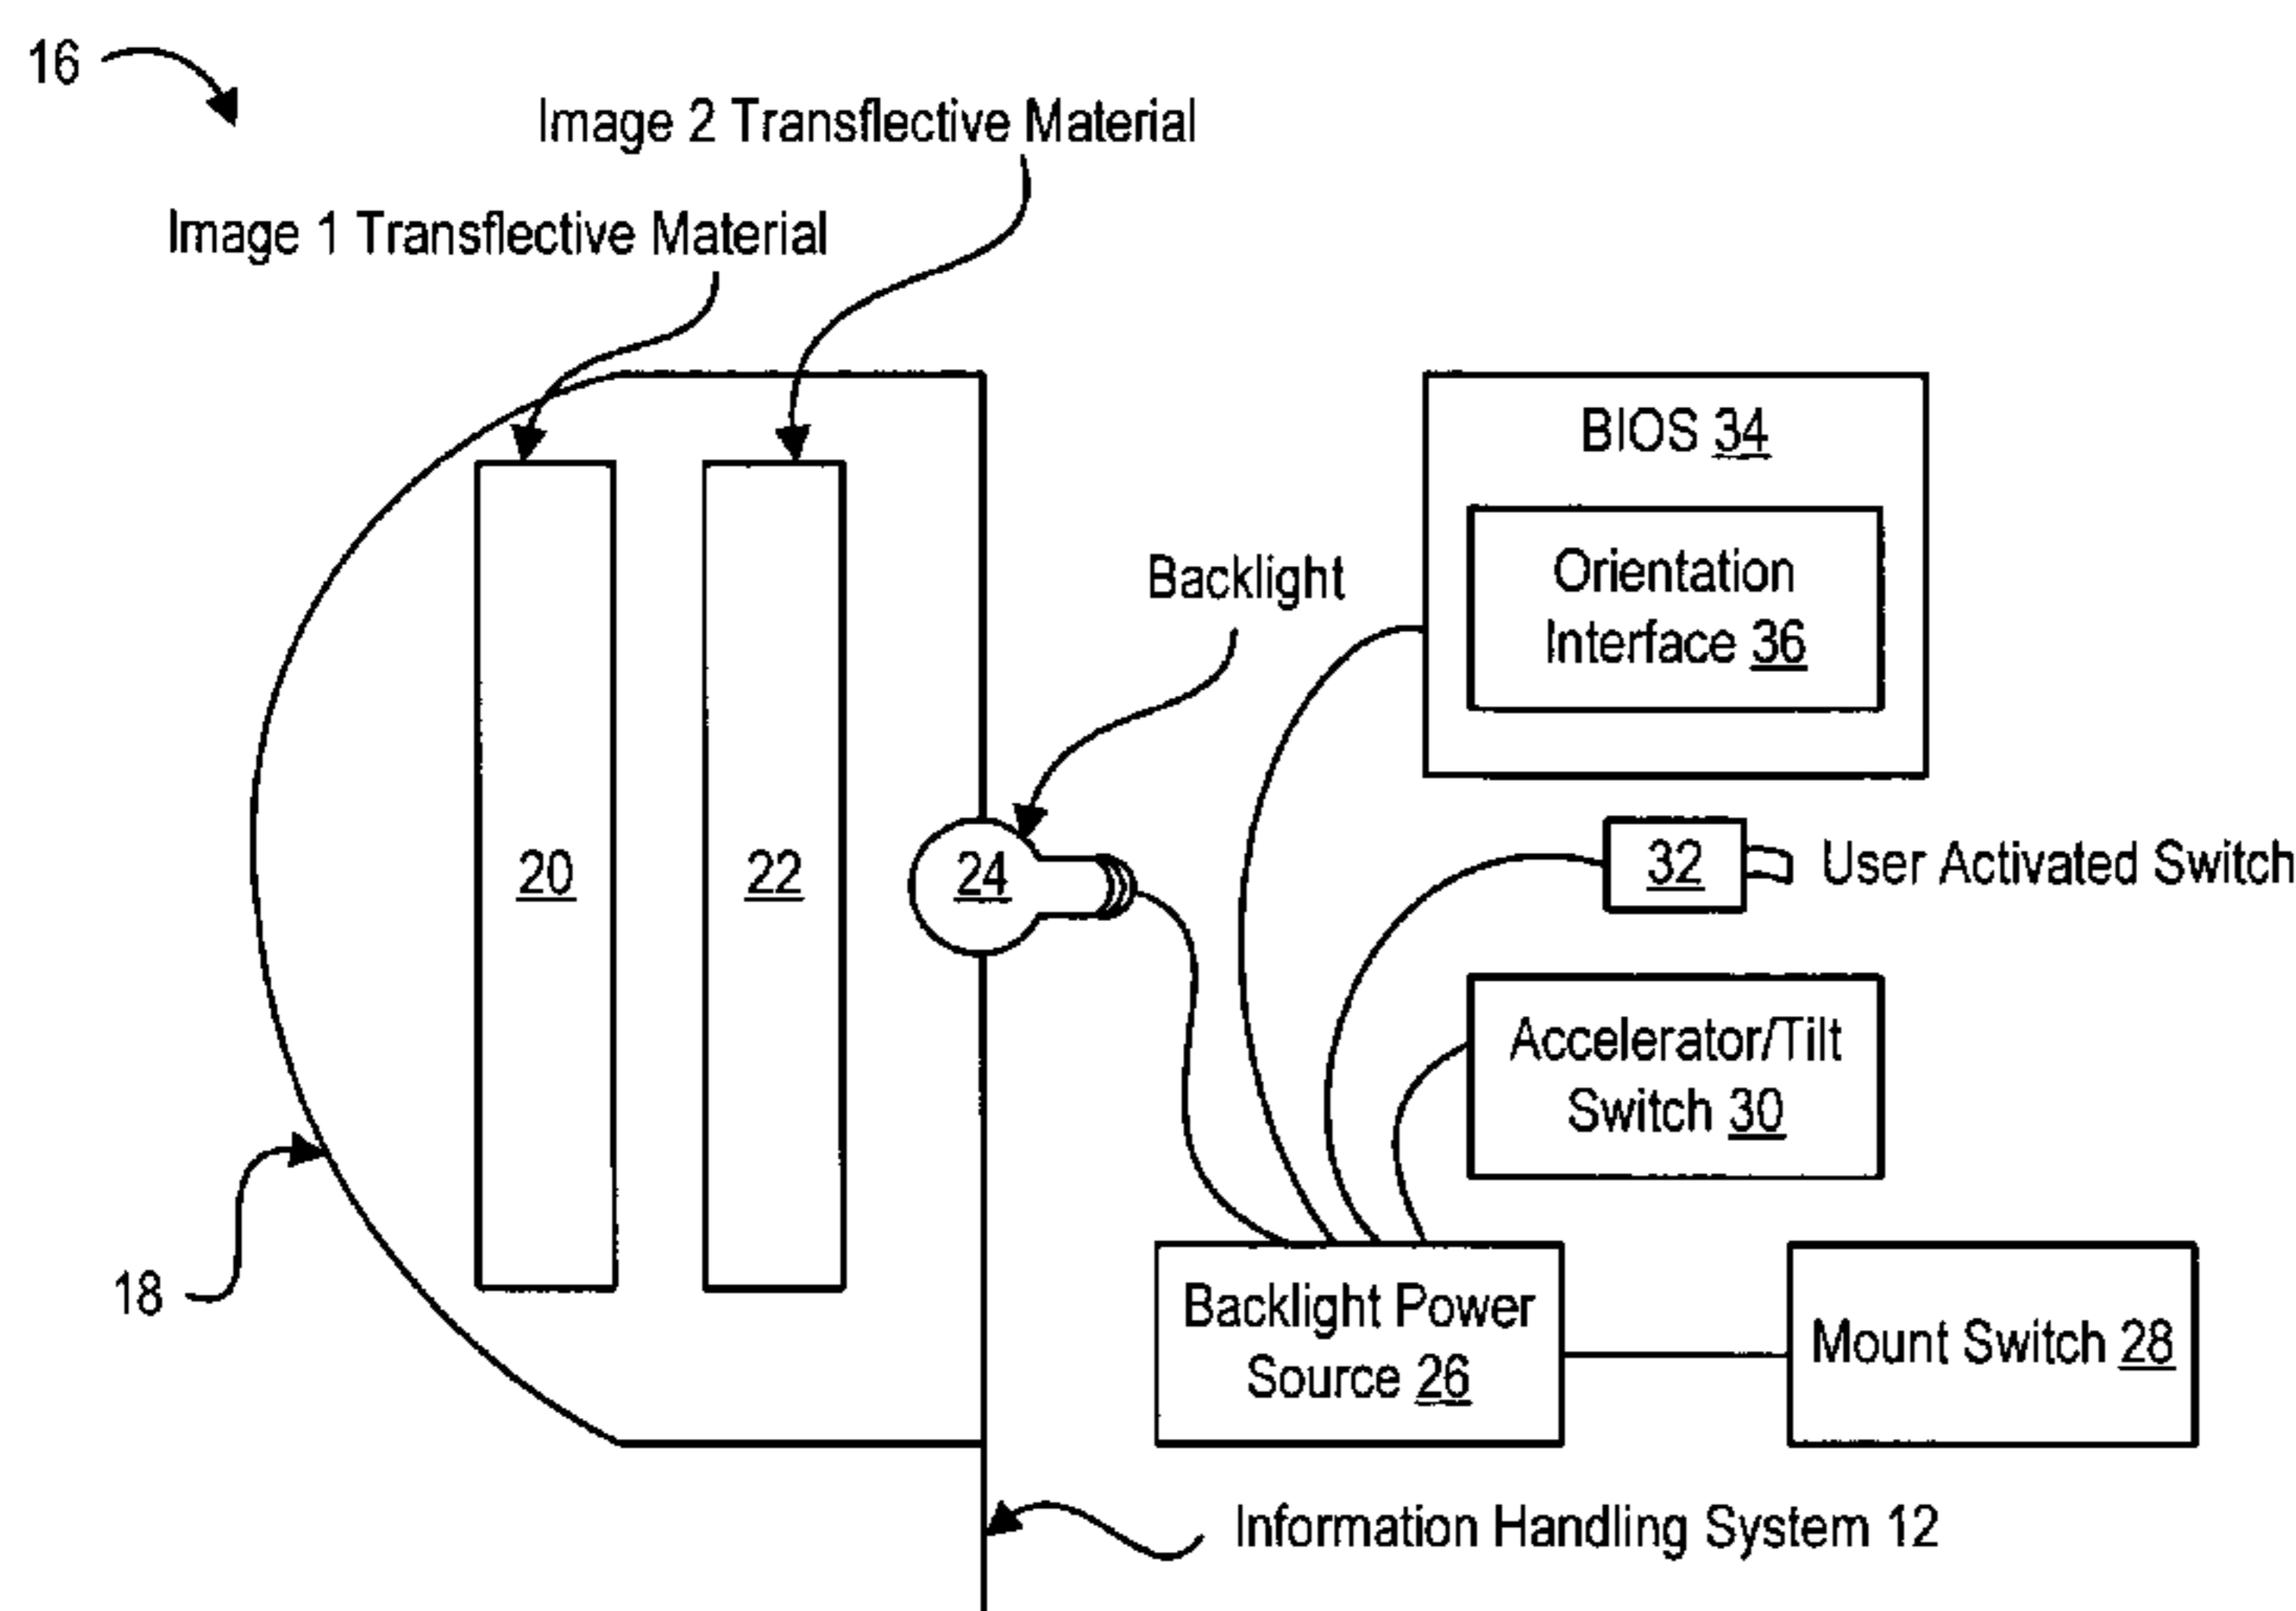 16
Image 2 Transflective Material
Image 1 Transflective Material
BIOS 34
Orientation
Interface 36
Backlight
20
22
24
32
User Activated Switch
Accelerator/Tilt
Switch 30
18
Backlight Power
Source 26
Mount Switch 28
Information Handling System 12